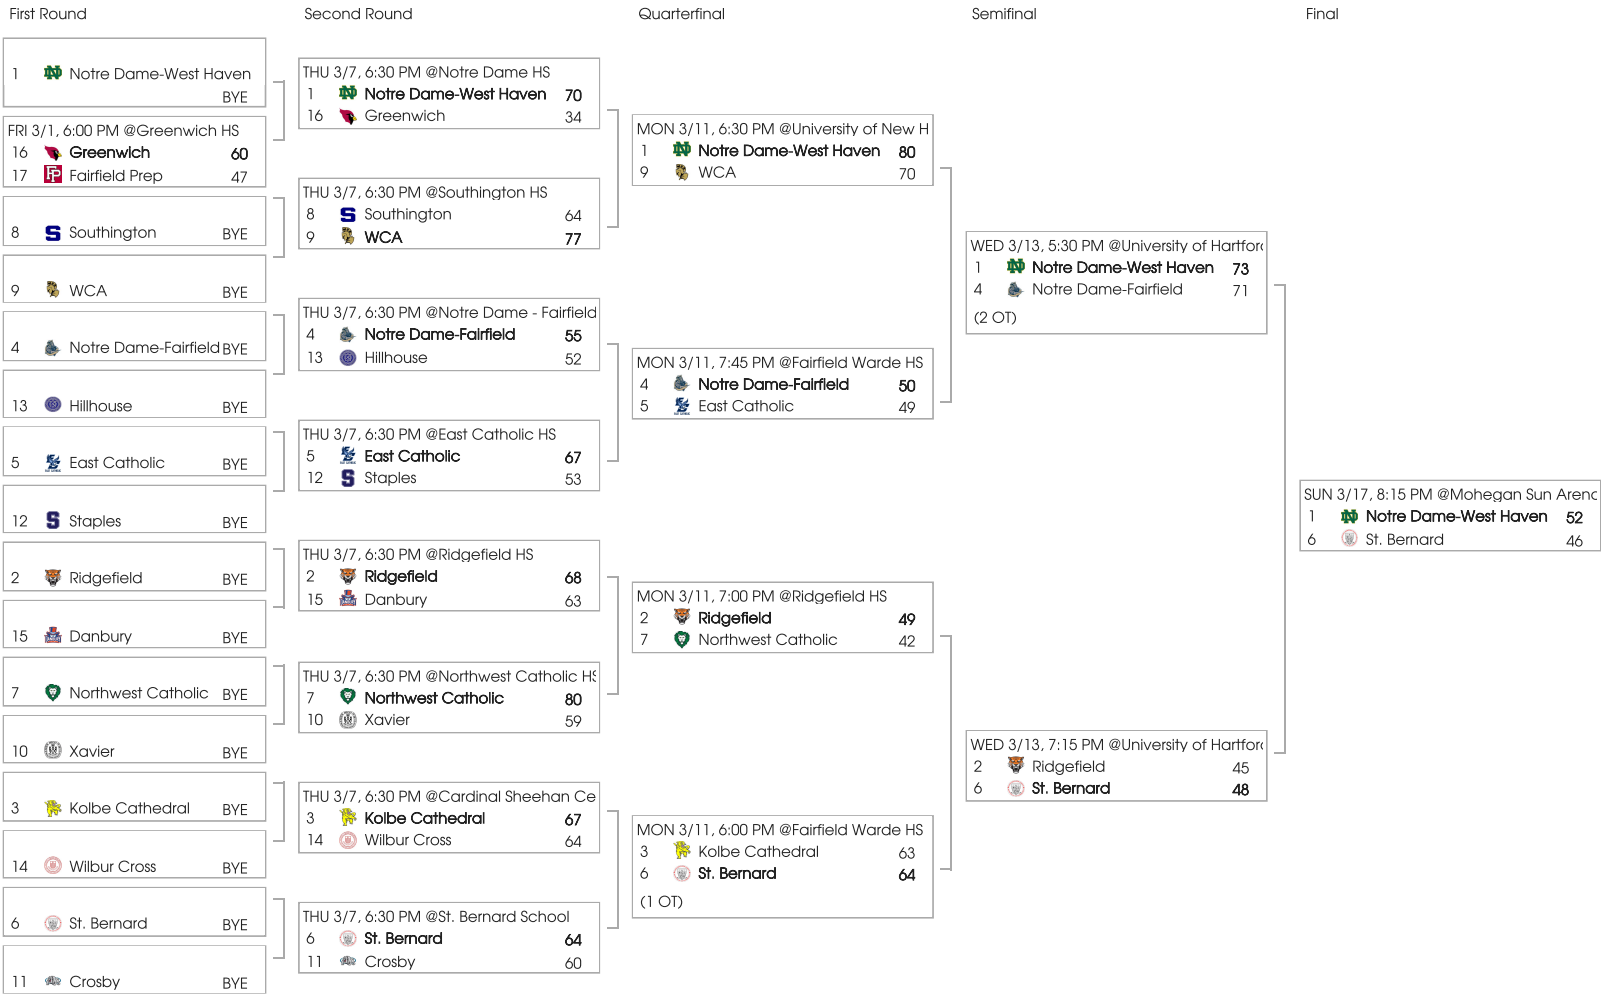 First Round
1 Notre Dame-West Haven
BYE
FRI 3/1, 6:00 PM @Greenwich HS
16 Greenwich 60
17 Fairfield Prep 47
8 Southington BYE
9 WCA BYE
4 Notre Dame-Fairfield BYE
13 Hillhouse BYE
5 East Catholic BYE
12 Staples BYE
2 Ridgefield BYE
15 Danbury BYE
7 Northwest Catholic BYE
10 Xavier BYE
3 Kolbe Cathedral BYE
14 Wilbur Cross BYE
6 St. Bernard BYE
11 Crosby BYE
Second Round
THU 3/7, 6:30 PM @Notre Dame HS
1 Notre Dame-West Haven 70
16 Greenwich 34
THU 3/7, 6:30 PM @Southington HS
8 Southington 64
9 WCA 77
THU 3/7, 6:30 PM @Notre Dame - Fairfield
4 Notre Dame-Fairfield 55
13 Hillhouse 52
THU 3/7, 6:30 PM @East Catholic HS
5 East Catholic 67
12 Staples 53
THU 3/7, 6:30 PM @Ridgefield HS
2 Ridgefield 68
15 Danbury 63
THU 3/7, 6:30 PM @Northwest Catholic HS
7 Northwest Catholic 80
10 Xavier 59
THU 3/7, 6:30 PM @Cardinal Sheehan Ce
3 Kolbe Cathedral 67
14 Wilbur Cross 64
THU 3/7, 6:30 PM @St. Bernard School
6 St. Bernard 64
11 Crosby 60
Quarterfinal
MON 3/11, 6:30 PM @University of New H
1 Notre Dame-West Haven 80
9 WCA 70
MON 3/11, 7:45 PM @Fairfield Warde HS
4 Notre Dame-Fairfield 50
5 East Catholic 49
MON 3/11, 7:00 PM @Ridgefield HS
2 Ridgefield 49
7 Northwest Catholic 42
MON 3/11, 6:00 PM @Fairfield Warde HS
3 Kolbe Cathedral 63
6 St. Bernard 64
(1 OT)
Semifinal
WED 3/13, 5:30 PM @University of Hartford
1 Notre Dame-West Haven 73
4 Notre Dame-Fairfield 71
(2 OT)
WED 3/13, 7:15 PM @University of Hartford
2 Ridgefield 45
6 St. Bernard 48
Final
SUN 3/17, 8:15 PM @Mohegan Sun Arena
1 Notre Dame-West Haven 52
6 St. Bernard 46